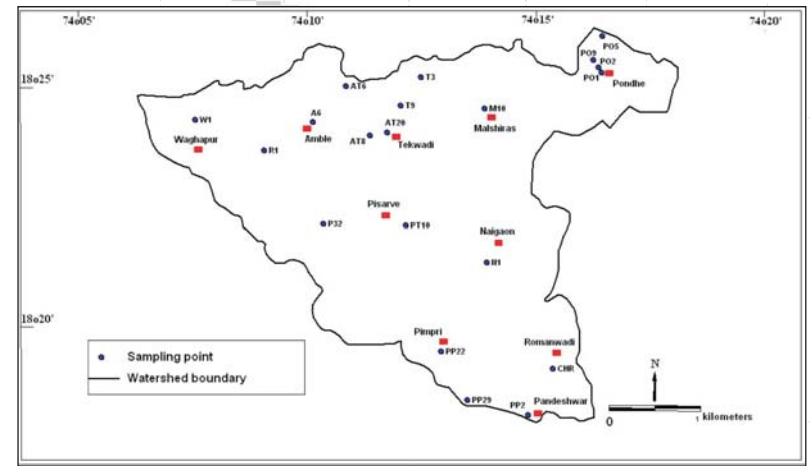 74o05' 74o10' 74o15' 74o20'
PO5
PO9
PO2
PO1
Pondhe
18o25'
T3
AT6
T9
M10
Malshiras
W1
A6
Amble
AT20
AT8
Tekwadi
Waghapur
R1
Pisarve
P32
PT10
Naigaon
18o20'
Pimpri
Romanwadi
PP22
CHR
Sampling point
Watershed boundary
PP29
PP2
Pandeshwar
N
0 1 kilometers